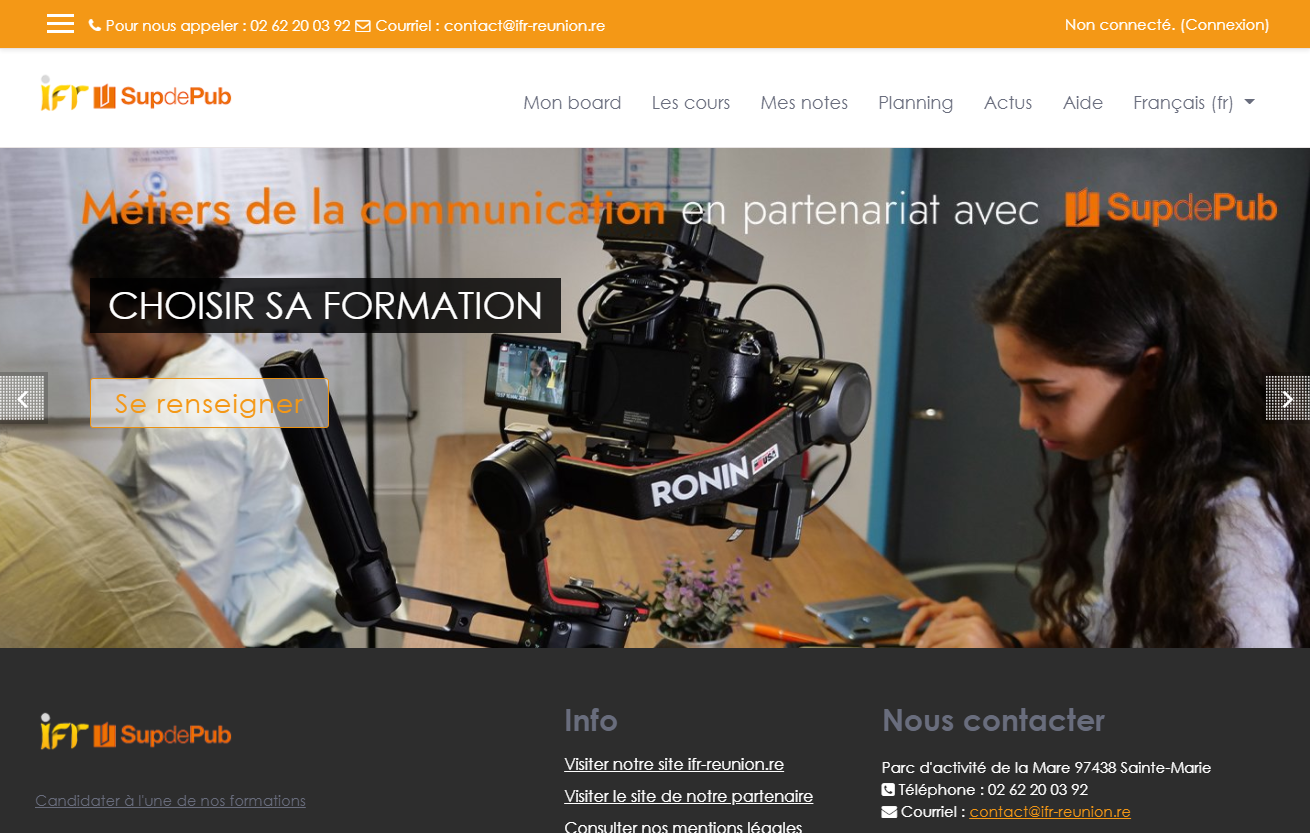 Pour nous appeler : 02 62 20 03 92 Courriel : contact@ifr-reunion.re
Non connecté. (Connexion)
ifr SupdePub
Mon board Les cours Mes notes Planning Actus Aide Français (fr)
Métiers de la communication en partenariat avec SupdePub
CHOISIR SA FORMATION
Se renseigner
RONIN USA
ifr SupdePub
Candidater à l'une de nos formations
Info
Visiter notre site ifr-reunion.re
Visiter le site de notre partenaire
Consulter nos mentions légales
Nous contacter
Parc d'activité de la Mare 97438 Sainte-Marie
Téléphone : 02 62 20 03 92
Courriel : contact@ifr-reunion.re